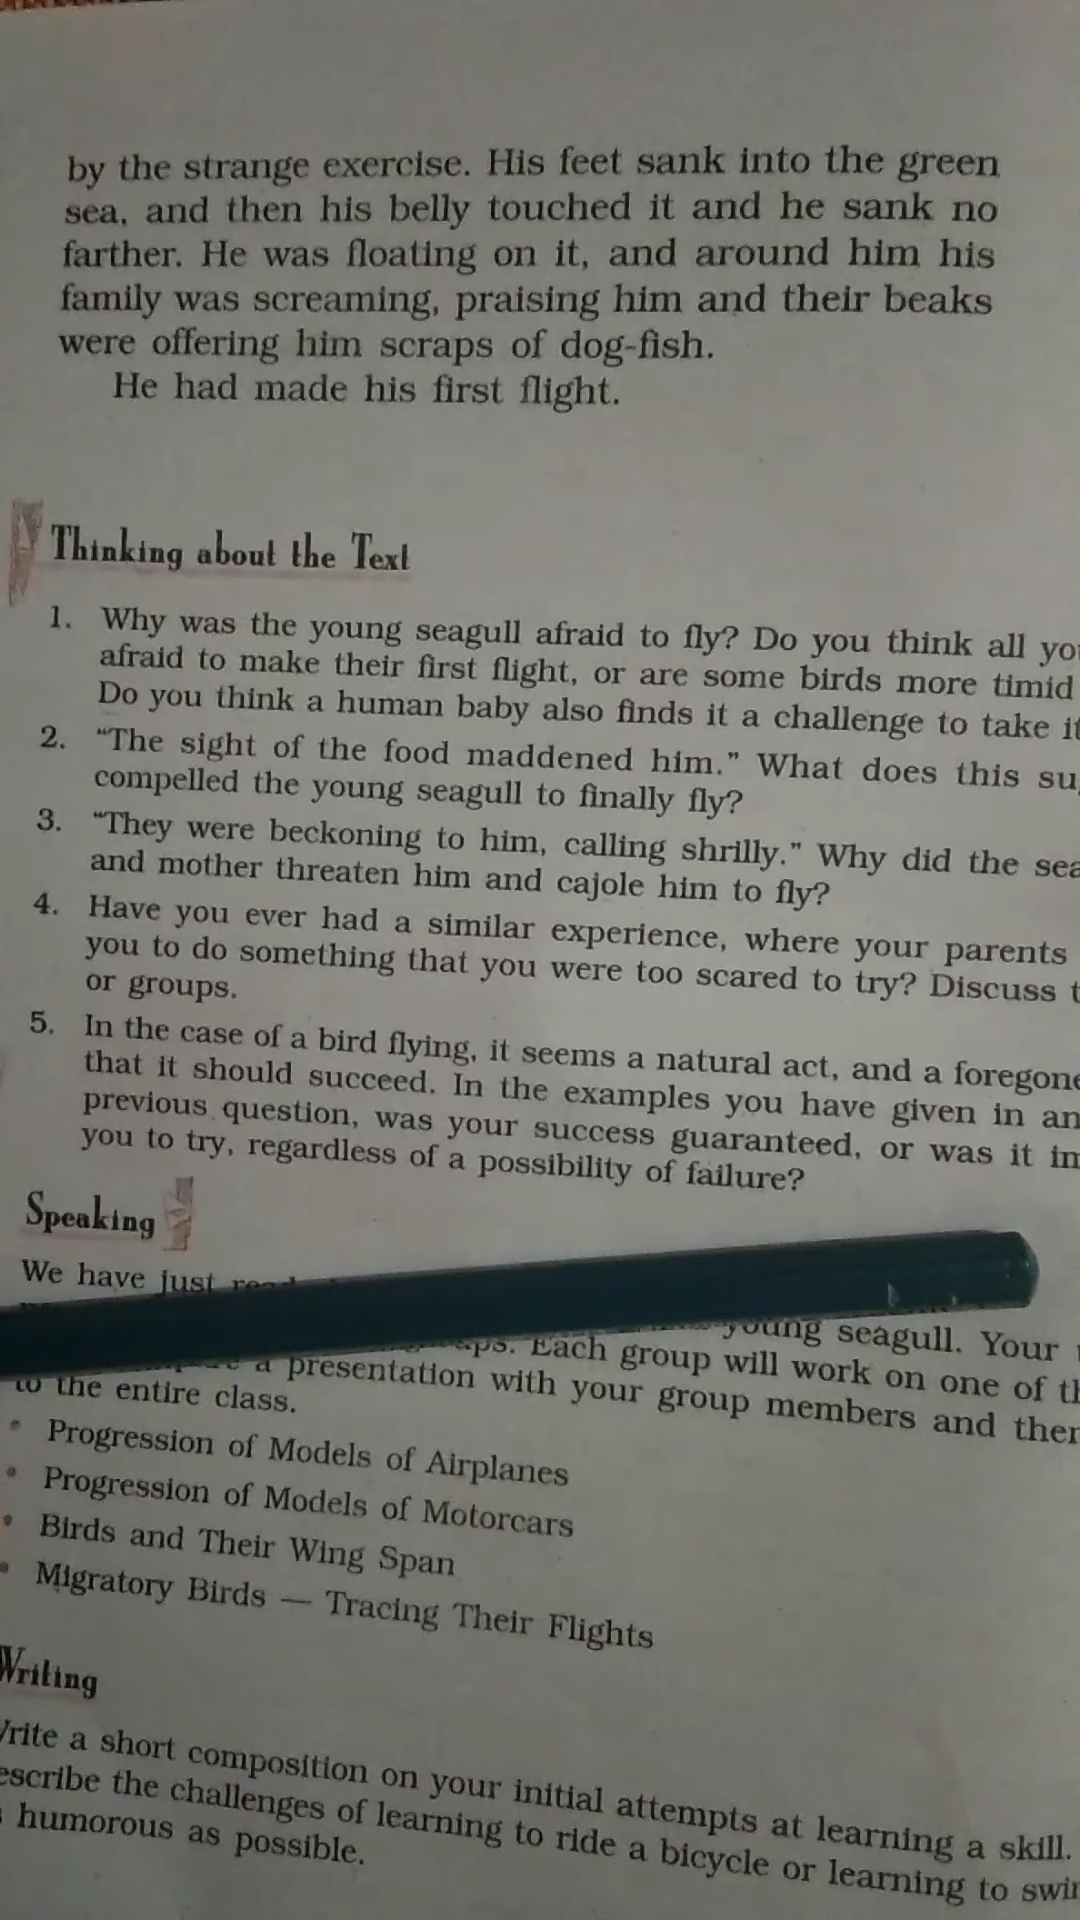 by the strange exercise. His feet sank into the green
sea, and then his belly touched it and he sank no
farther. He was floating on it, and around him his
family was screaming, praising him and their beaks
were offering him scraps of dog-fish.
He had made his first flight.
Thinking about the Text
1. Why was the young seagull afraid to fly? Do you think all
afraid to make their first flight, or are some birds more timid
Do you think a human baby also finds it a challenge to take
2. "The sight of the food maddened him." What does this
compelled the young seagull to finally fly?
3. "They were beckoning to him, calling shrilly." Why did the
and mother threaten him and cajole him to fly?
4. Have you ever had a similar experience, where your parents
you to do something that you were too scared to try? Discuss
or groups.
5. In the case of a bird flying, it seems a natural act, and a foregone
that it should succeed. In the examples you have given in
previous question, was your success guaranteed, or was it
you to try, regardless of a possibility of failure?
Speaking
We have just
young seagull. Your
Each group will work on one of
a presentation with your group members and
to the entire class.
• Progression of Models of Airplanes
• Progression of Models of Motorcars
• Birds and Their Wing Span
• Migratory Birds — Tracing Their Flights
Writing
Write a short composition on your initial attempts at learning a skill.
the challenges of learning to ride a bicycle or learning to
humorous as possible.